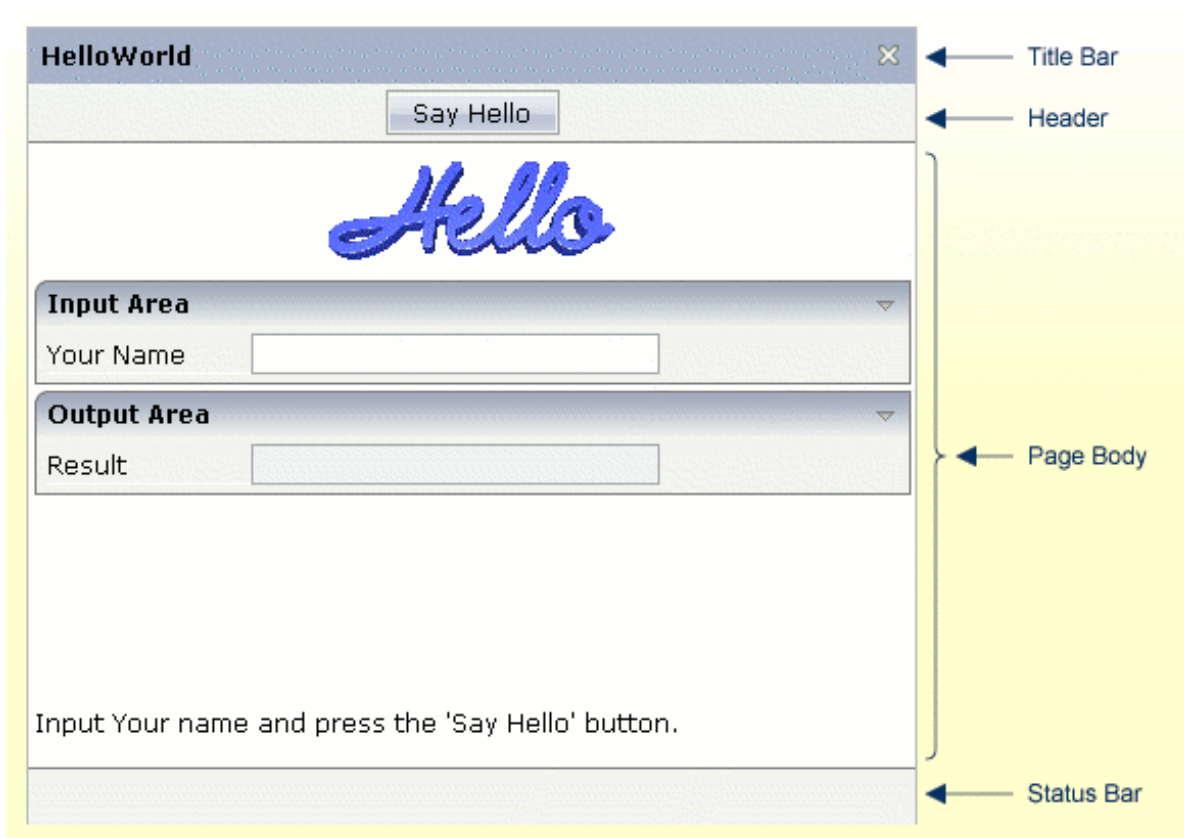 HelloWorld
Title Bar
Say Hello
Header
Hello
Input Area
Your Name
Output Area
Result
Page Body
Input Your name and press the 'Say Hello' button.
Status Bar